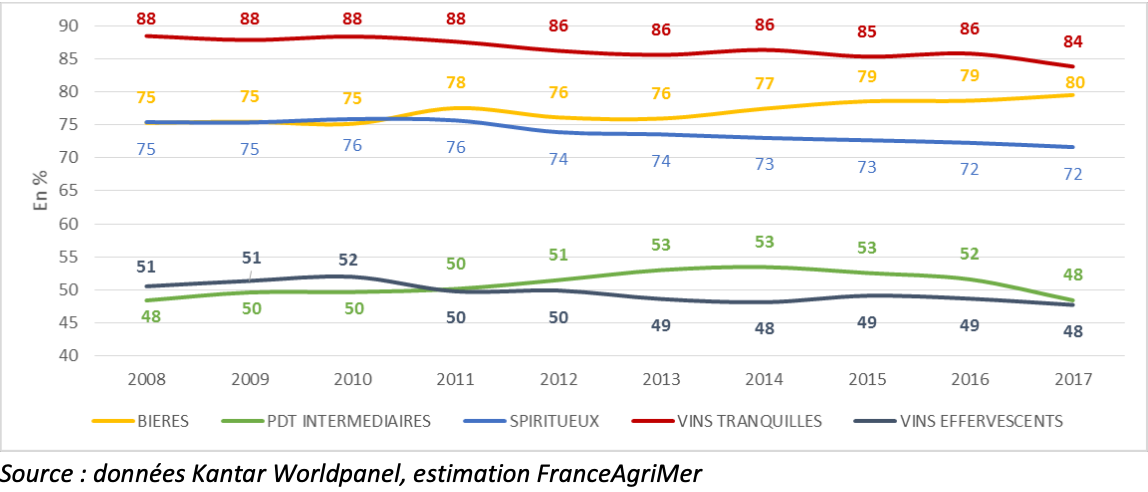 88 88 88 88 86 86 86 85 86 84
90
85
80
75
70
65
60
55
50
45
40
En %
75 75 75 78 76 76 77 79 79 80
75 75 76 76 74 74 73 73 72 72
51 51 52 50 51 53 53 53 52 48
48 50 50 50 50 49 48 49 49 48
2008 2009 2010 2011 2012 2013 2014 2015 2016 2017
BIERES PDT INTERMEDIAIRES SPIRITUEUX VINS TRANQUILLES VINS EFFERVESCENTS
Source : données Kantar Worldpanel, estimation FranceAgriMer